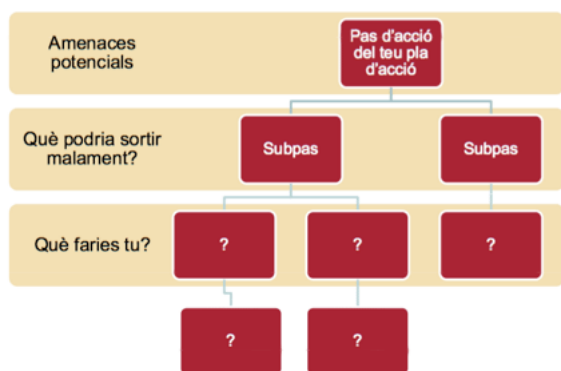 Amenaces
potencials
Pas d'acció
del teu pla
d'acció
Què podria sortir
malament?
Subpas
Subpas
Què faries tu?
?
?
?
?
?